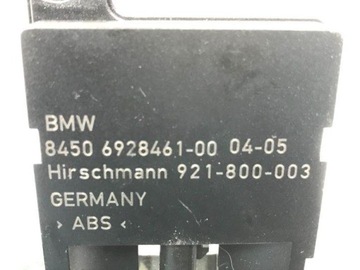 BMW
8450 6928461-00 04-05
Hirschmann 921-800-003
GERMANY
> ABS <